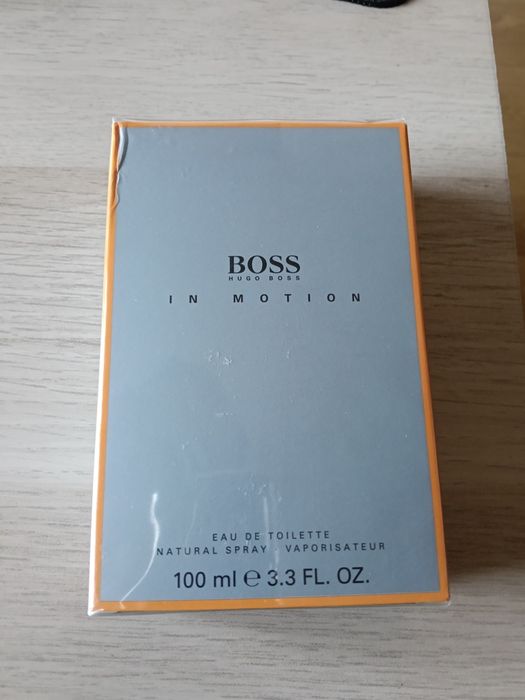 BOSS
HUGO BOSS
IN MOTION
EAU DE TOILETTE
NATURAL SPRAY · VAPORISATEUR
100 ml ℮ 3.3 FL. OZ.